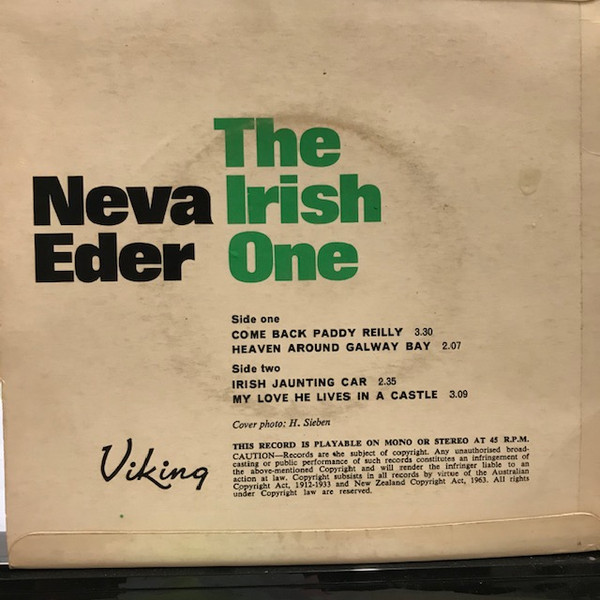 The
Neva Irish
Eder One
Side one
COME BACK PADDY REILLY 3.30
HEAVEN AROUND GALWAY BAY 2.07
Side two
IRISH JAUNTING CAR 2.35
MY LOVE HE LIVES IN A CASTLE 3.09
Cover photo: H. Sieben
THIS RECORD IS PLAYABLE ON MONO OR STEREO AT 45 R.P.M.
CAUTION—Records are the subject of copyright. Any unauthorised broad-
casting or public performance of such records constitutes an infringement of
the above-mentioned Copyright and will render the infringer liable to an
action at law. Copyright subsists in all records by virtue of the Australian
Copyright Act, 1912-1933 and New Zealand Copyright Act, 1963. All rights
under Copyright law are reserved.
Viking